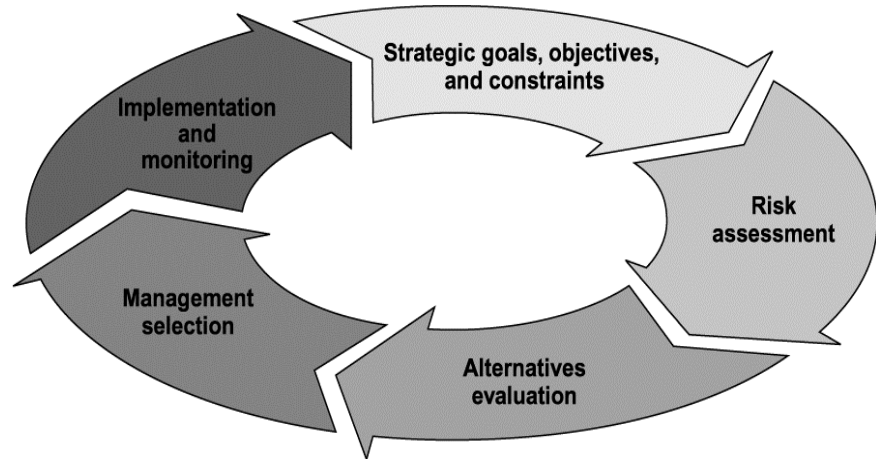 Strategic goals, objectives,
and constraints
Risk
assessment
Alternatives
evaluation
Management
selection
Implementation
and
monitoring